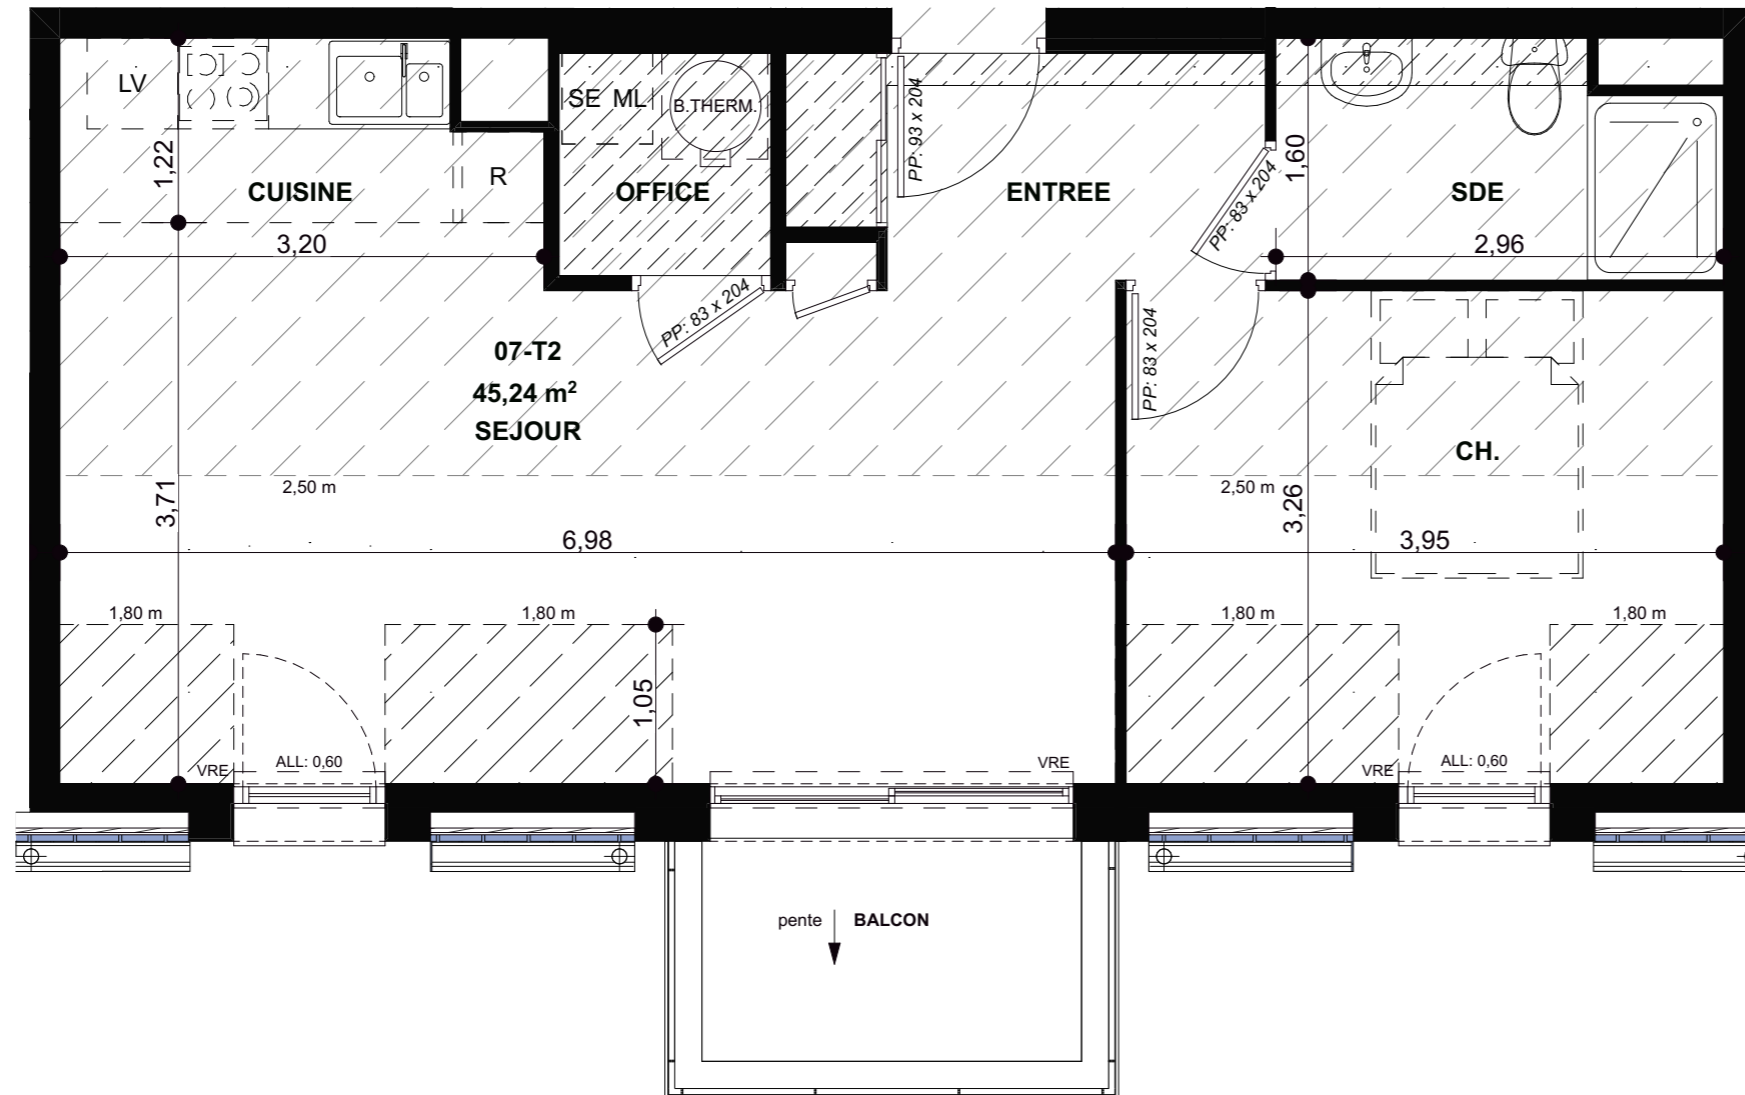 LV
SE ML
B.THERM.
PP: 93 x 204
1,22
CUISINE
R
OFFICE
ENTREE
PP: 83 x 204
1,60
SDE
3,20
2,96
PP: 83 x 204
PP: 83 x 204
07-T2
45,24 m²
SEJOUR
CH.
2,50 m
3,71
2,50 m
3,26
6,98
3,95
1,80 m
1,80 m
1,80 m
1,80 m
1,05
VRE
ALL: 0,60
VRE
VRE
ALL: 0,60
pente
BALCON